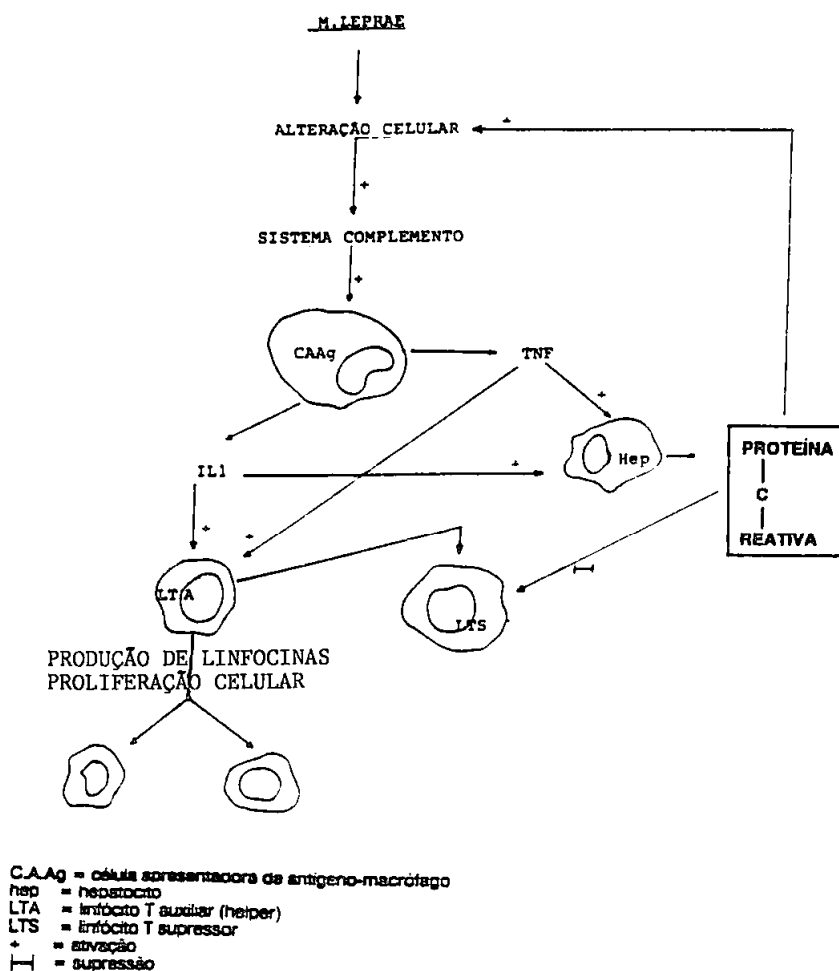 M.LEPRAE
ALTERAÇÃO CELULAR
+
+
SISTEMA COMPLEMENTO
+
CAAg
TNF
+
Hep
PROTEÍNA
C
REATIVA
IL1
+
+
+
LTA
LTS
PRODUÇÃO DE LINFOCINAS
PROLIFERAÇÃO CELULAR
C.A.Ag = célula apresentadora de antígeno-macrófago
hep = hepatocito
LTA = linfócito T auxiliar (helper)
LTS = linfócito T supressor
+ = ativação
= supressão